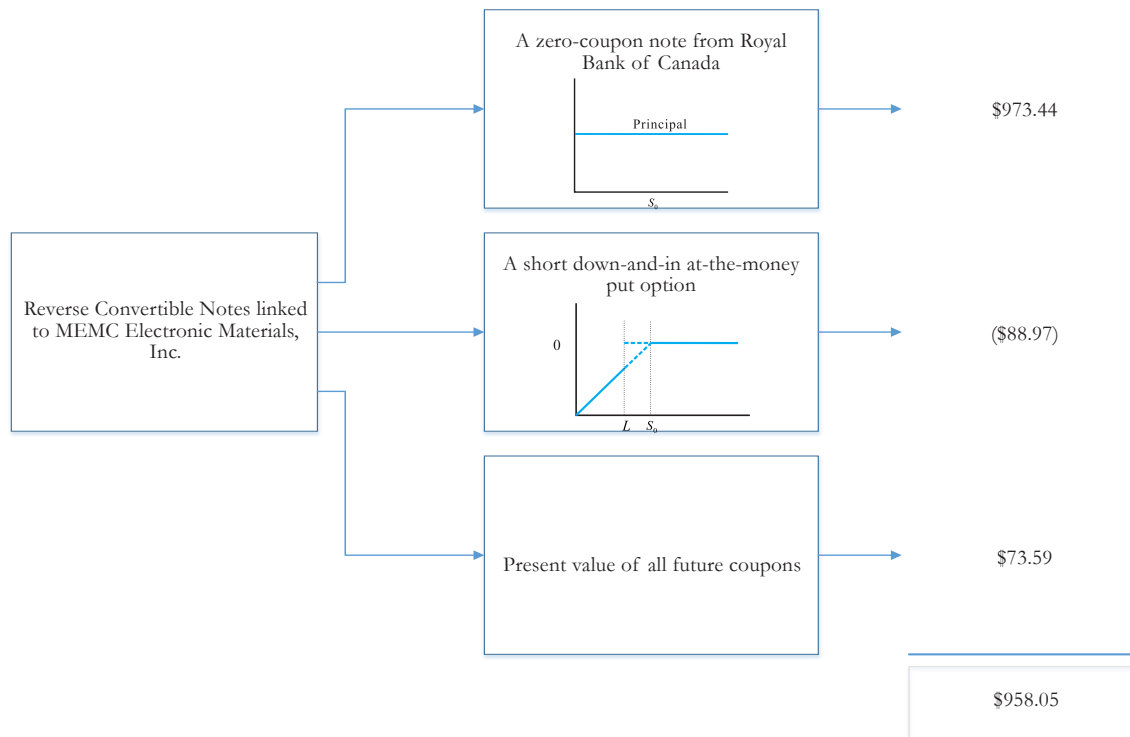 A zero-coupon note from Royal
Bank of Canada
Principal
S₀
$973.44
Reverse Convertible Notes linked
to MEMC Electronic Materials,
Inc.
A short down-and-in at-the-money
put option
0
L S₀
($88.97)
Present value of all future coupons
$73.59
$958.05